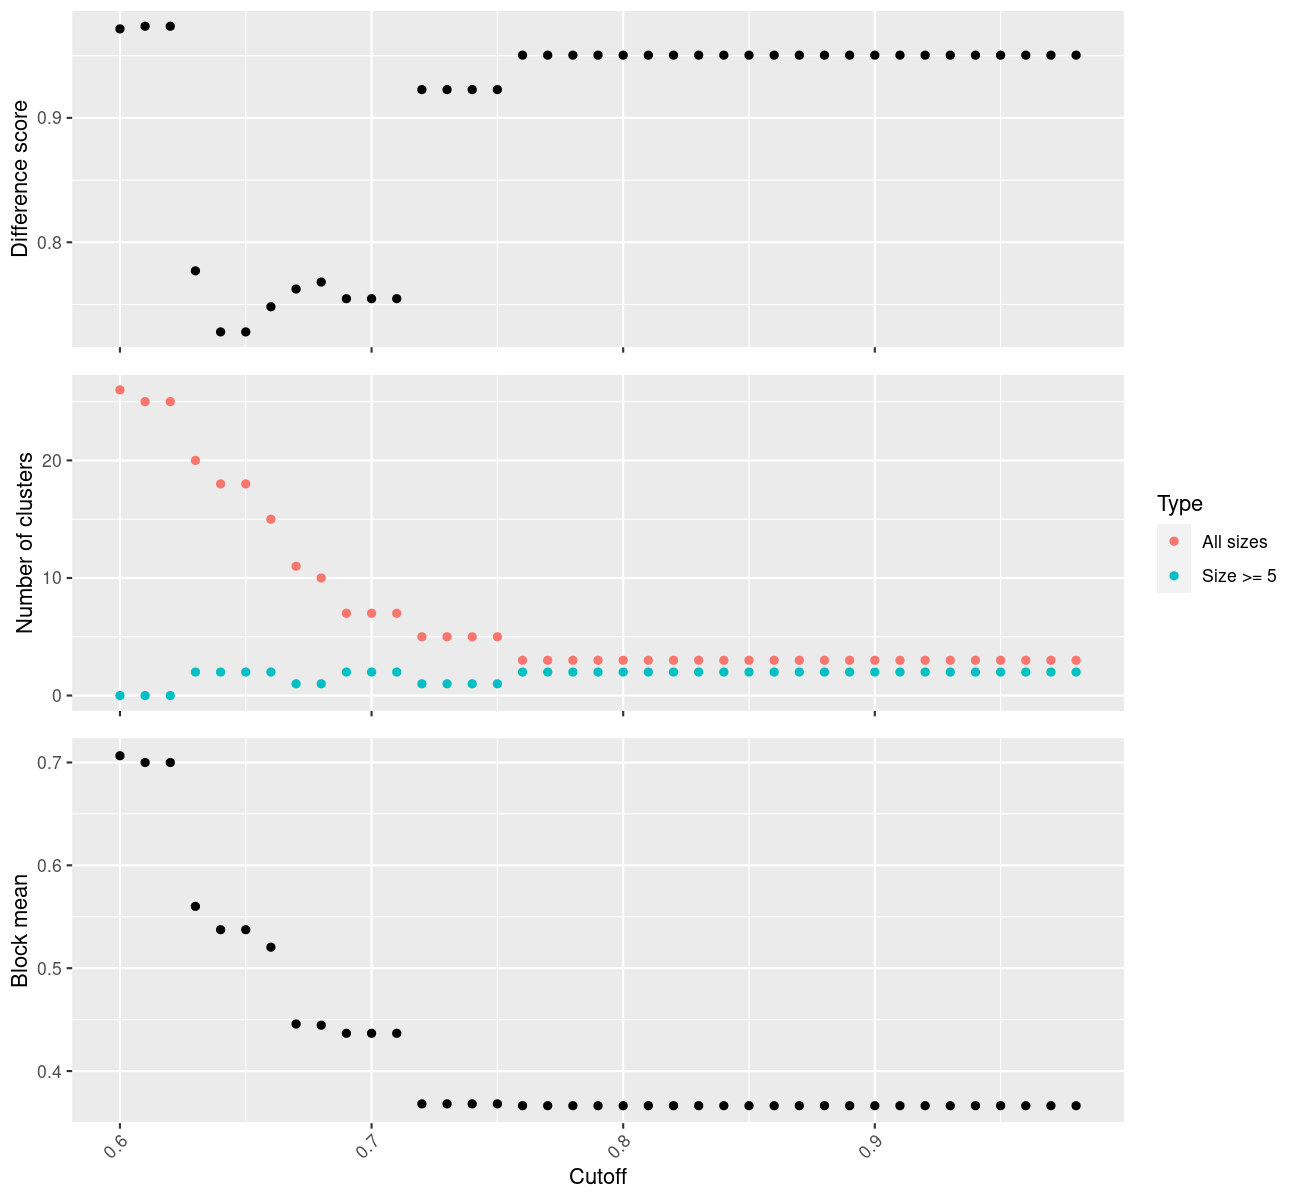 Difference score
0.9
0.8
Number of clusters
20
10
0
Type
All sizes
Size >= 5
Block mean
0.7
0.6
0.5
0.4
0.6
0.7
0.8
0.9
Cutoff